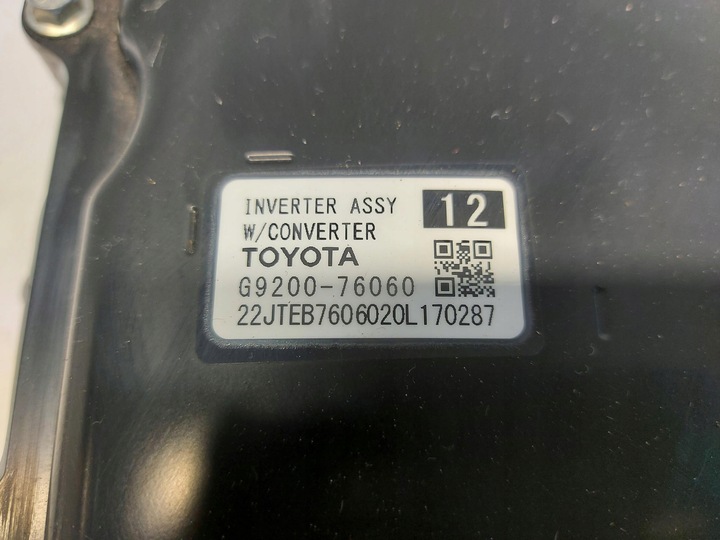 INVERTER ASSY 12
W/CONVERTER
TOYOTA
G9200-76060
22JTEB7606020L170287